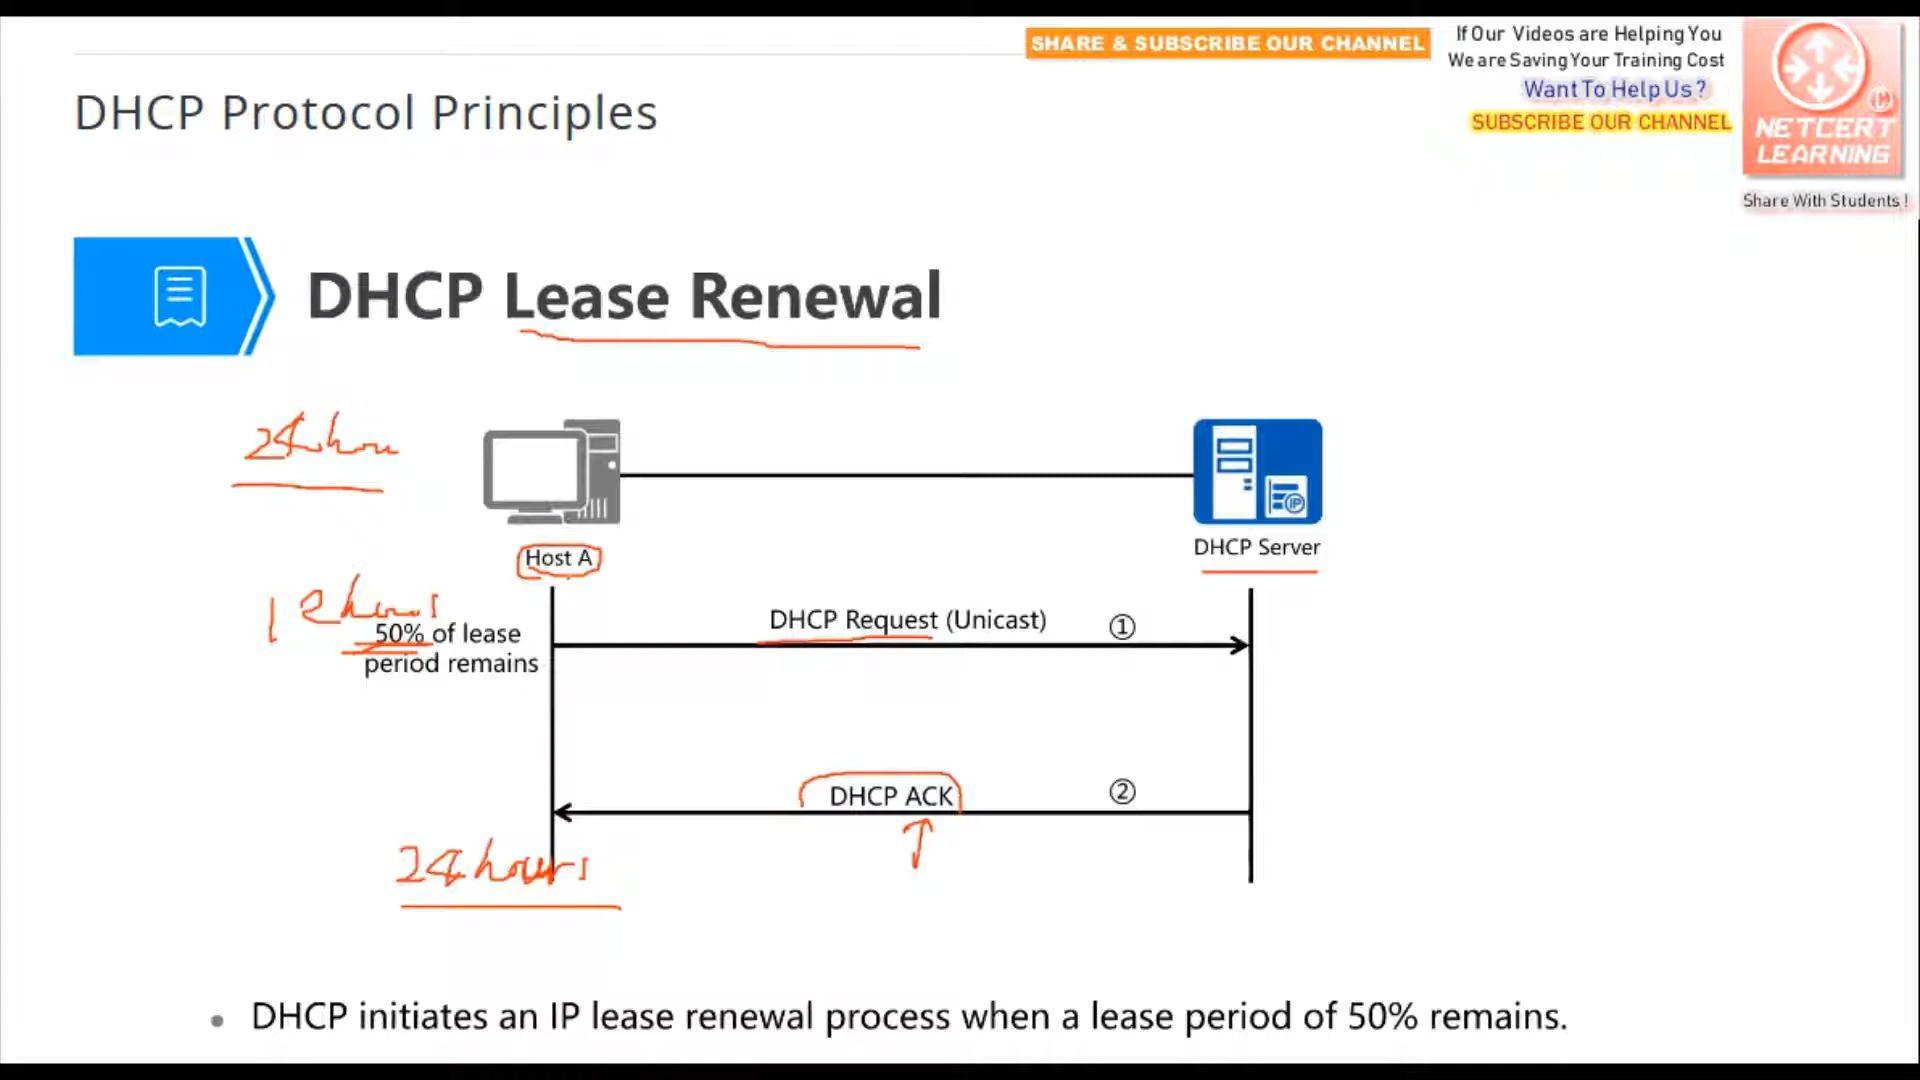 SHARE & SUBSCRIBE OUR CHANNEL
If Our Videos are Helping You
We are Saving Your Training Cost
Want To Help Us ?
SUBSCRIBE OUR CHANNEL
NETCERT
LEARNING
Share With Students !
DHCP Protocol Principles
DHCP Lease Renewal
24 hou
Host A
DHCP Server
12 hours
50% of lease
period remains
DHCP Request (Unicast) ①
DHCP ACK ②
24 hours
• DHCP initiates an IP lease renewal process when a lease period of 50% remains.